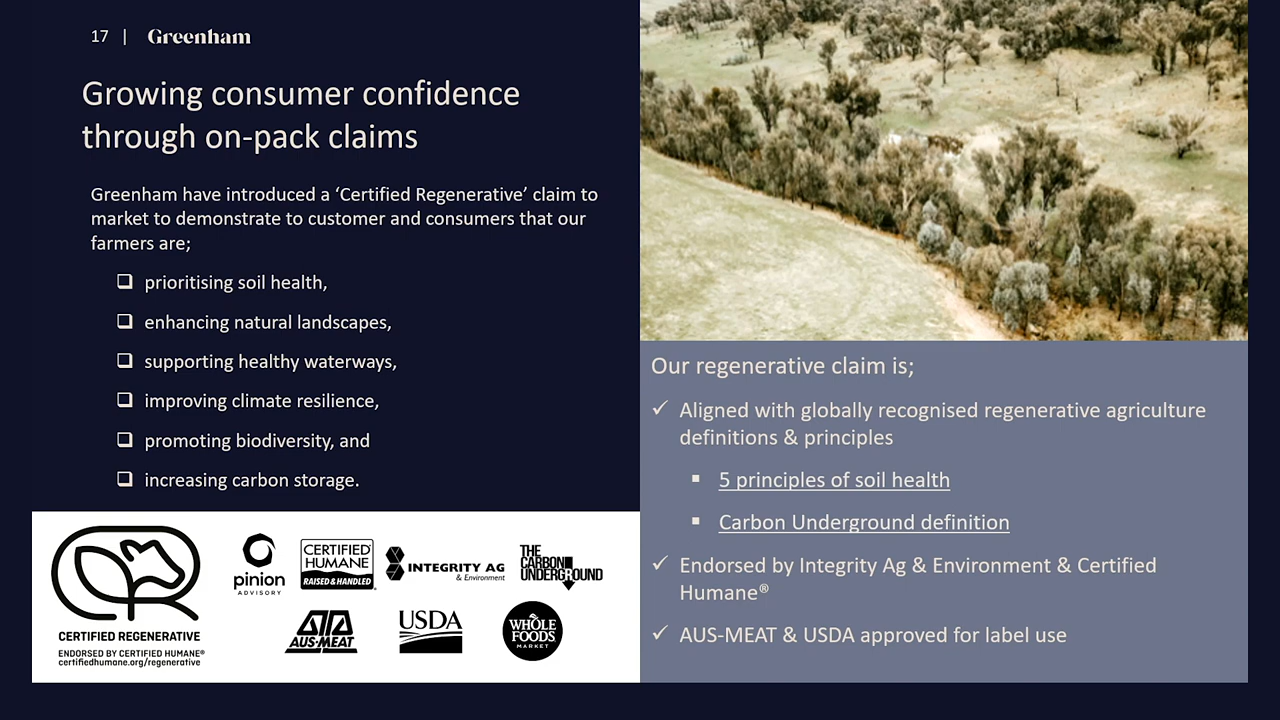 17 | Greenham
Growing consumer confidence
through on-pack claims
Greenham have introduced a ‘Certified Regenerative’ claim to
market to demonstrate to customer and consumers that our
farmers are;
❑ prioritising soil health,
❑ enhancing natural landscapes,
❑ supporting healthy waterways,
❑ improving climate resilience,
❑ promoting biodiversity, and
❑ increasing carbon storage.
CERTIFIED REGENERATIVE
ENDORSED BY CERTIFIED HUMANE®
certifiedhumane.org/regenerative
pinion
ADVISORY
CERTIFIED
HUMANE
RAISED & HANDLED
INTEGRITY AG
& Environment
THE
CARBON
UNDERGROUND
AUS-MEAT
USDA
WHOLE
FOODS
MARKET
Our regenerative claim is;
✓ Aligned with globally recognised regenerative agriculture
definitions & principles
▪ 5 principles of soil health
▪ Carbon Underground definition
✓ Endorsed by Integrity Ag & Environment & Certified
Humane®
✓ AUS-MEAT & USDA approved for label use